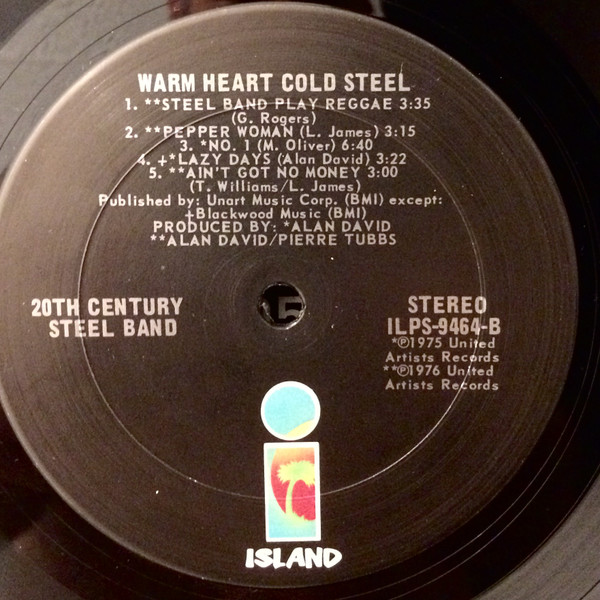 WARM HEART COLD STEEL
1. **STEEL BAND PLAY REGGAE 3:35
(G. Rogers)
2. **PEPPER WOMAN (L. James) 3:15
3. *NO. 1 (M. Oliver) 6:40
4. +*LAZY DAYS (Alan David) 3:22
5. **AIN'T GOT NO MONEY 3:00
(T. Williams/L. James)
Published by: Unart Music Corp. (BMI) except:
+Blackwood Music (BMI)
PRODUCED BY: *ALAN DAVID
**ALAN DAVID/PIERRE TUBBS
20TH CENTURY
STEEL BAND
STEREO
ILPS-9464-B
*℗1975 United
Artists Records
**℗1976 United
Artists Records
ISLAND